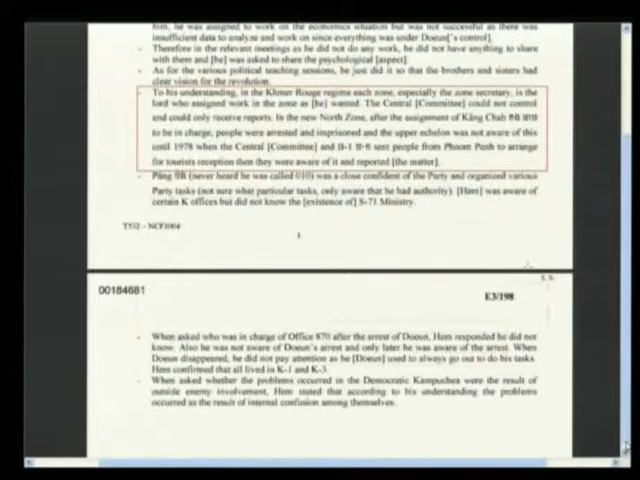 him, he was assigned to work on the economics situation but was not successful as there was
insufficient data to analyze and work on since everything was under Doeun['s control].
- Therefore in the relevant meetings as he did not do any work, he did not have anything to share
with them and [he] was asked to share the psychological [aspect].
- As for the various political teaching sessions, he just did it so that the brothers and sisters had
clear vision for the revolution.
- To his understanding, in the Khmer Rouge regime each zone, especially the zone secretary, is the
lord who assigned work in the zone as [he] wanted. The Central [Committee] could not control
and could only receive reports. In the new North Zone, after the assignment of Kâng Chab
to be in charge, people were arrested and imprisoned and the upper echelon was not aware of this
until 1978 when the Central [Committee] and B-1 sent people from Phnom Penh to arrange
for tourists reception then they were aware of it and reported [the matter].
- Pâng (never heard he was called 010) was a close confident of the Party and organized various
Party tasks (not sure what particular tasks, only aware that he had authority). [Hem] was aware of
certain K offices but did not know the [existence of] S-71 Ministry.
T532 – NCF1004
1
00184681
E3/198
- When asked who was in charge of Office 870 after the arrest of Doeun, Hem responded he did not
know. Also he was not aware of Doeun's arrest and only later he was aware of the arrest. When
Doeun disappeared, he did not pay attention as he [Doeun] used to always go out to do his tasks.
Hem confirmed that all lived in K-1 and K-3.
- When asked whether the problems occurred in the Democratic Kampuchea were the result of
outside enemy involvement, Hem stated that according to his understanding the problems
occurred as the result of internal confusion among themselves.